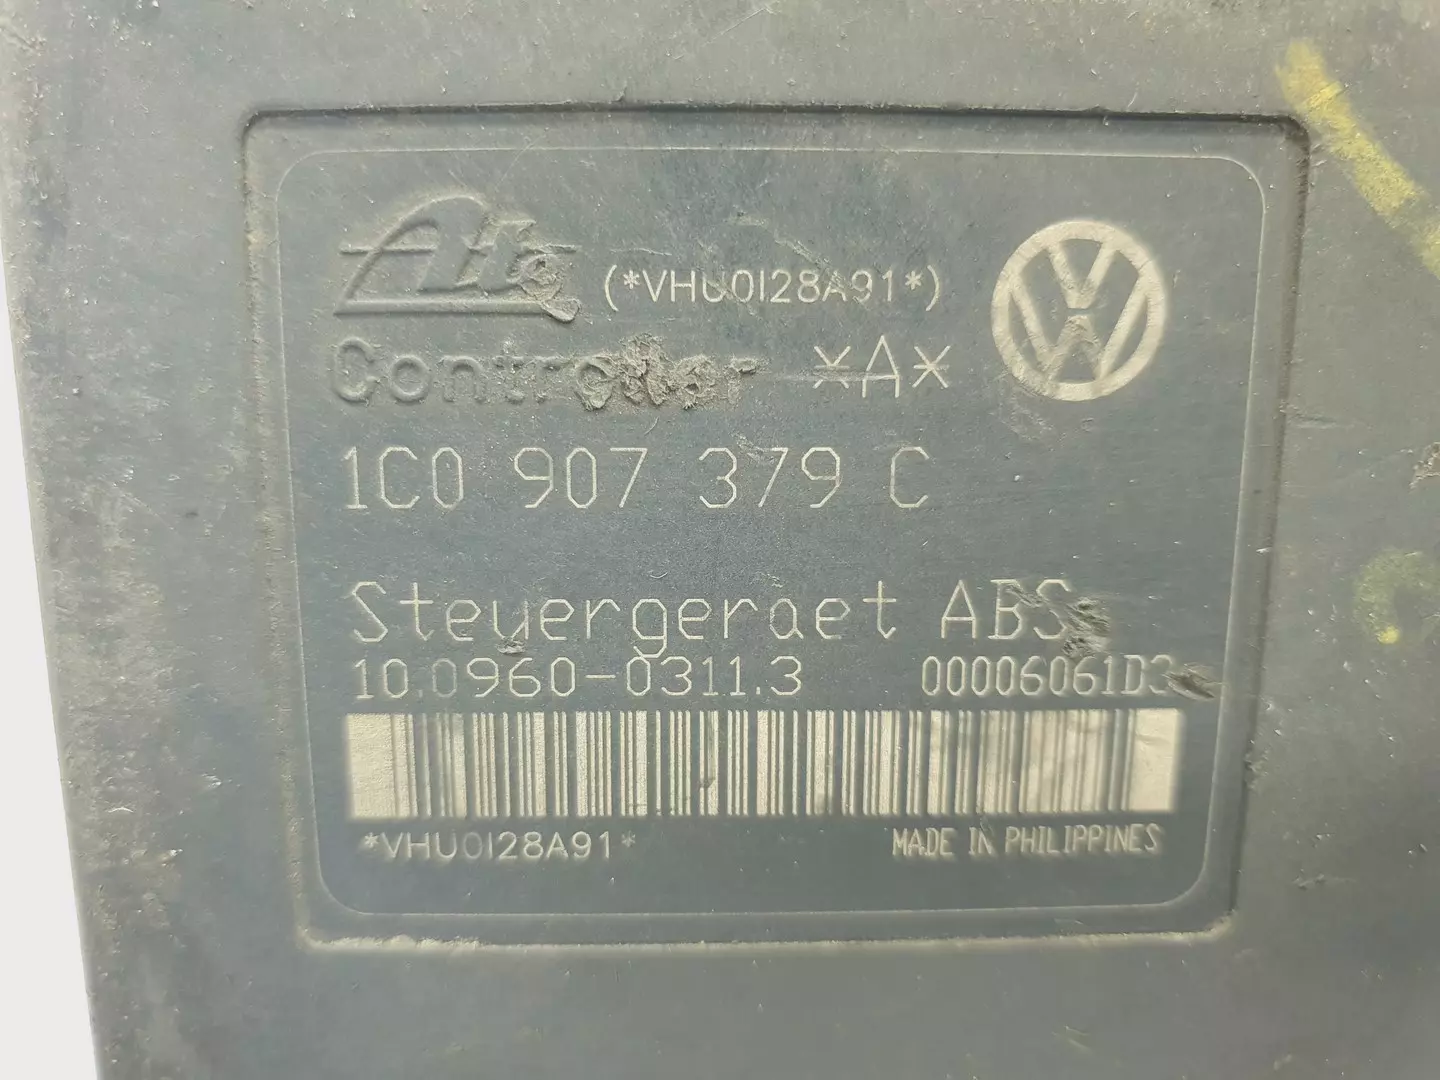 Ate (*VHU0I28A91*)
Controller *A*
1C0 907 379 C
Steuergeraet ABS
10.0960-0311.3 00006061D3
*VHU0I28A91* MADE IN PHILIPPINES